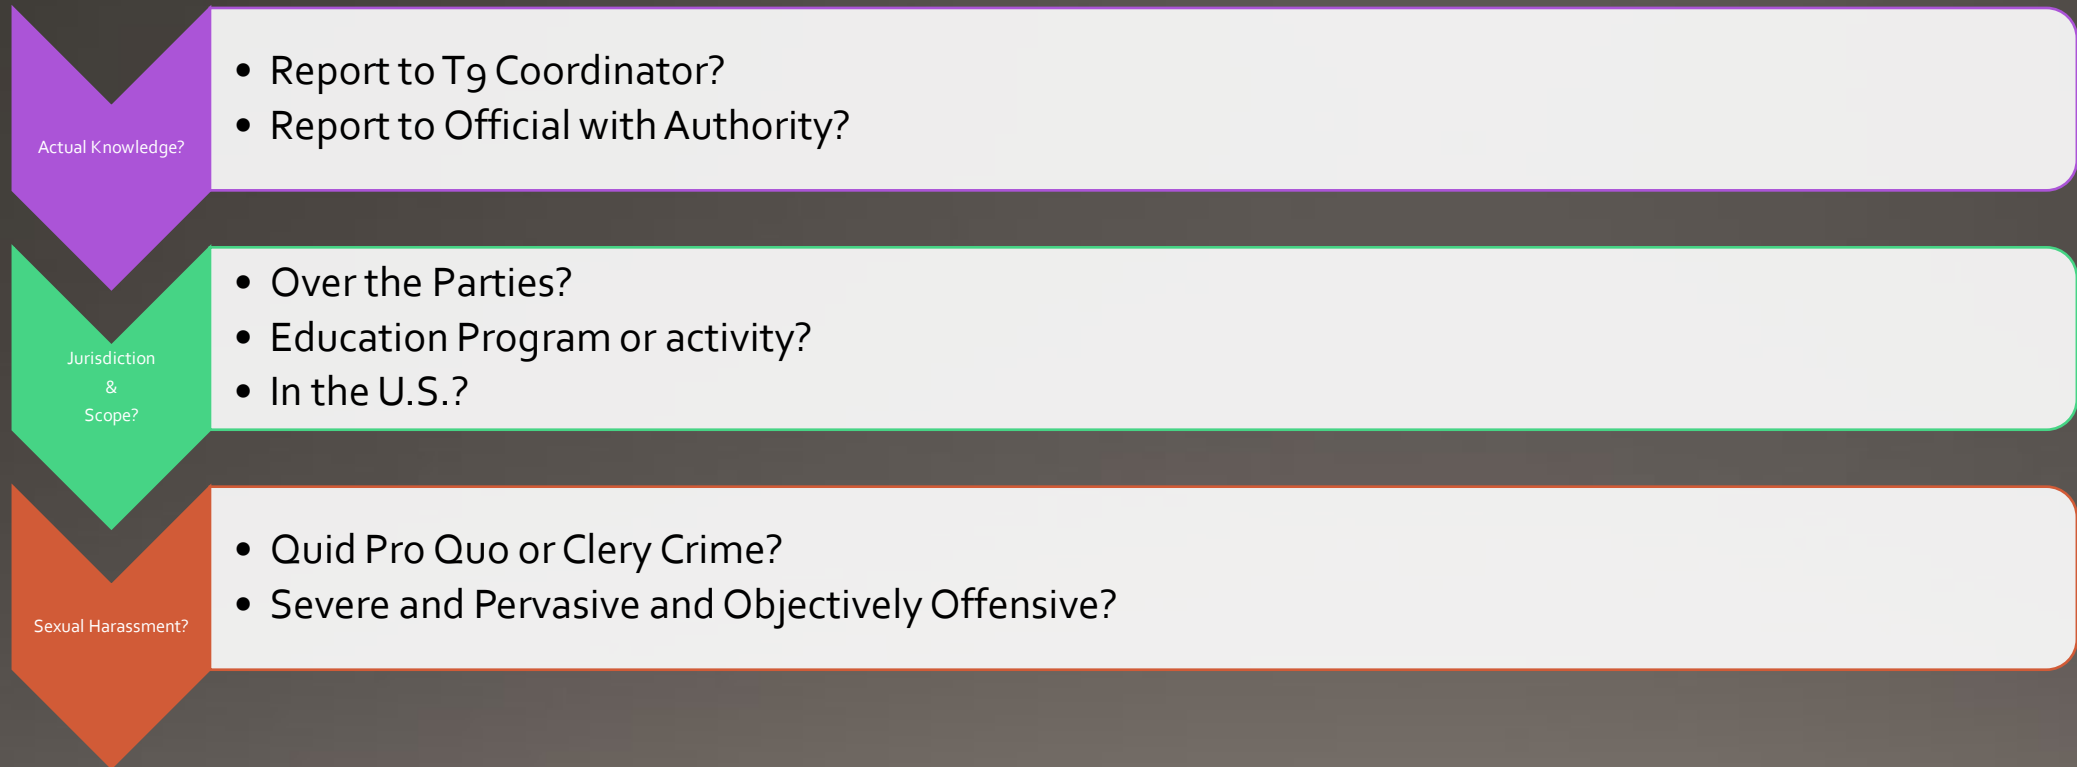 Actual Knowledge?
• Report to T9 Coordinator?
• Report to Official with Authority?
Jurisdiction
&
Scope?
• Over the Parties?
• Education Program or activity?
• In the U.S.?
Sexual Harassment?
• Quid Pro Quo or Clery Crime?
• Severe and Pervasive and Objectively Offensive?